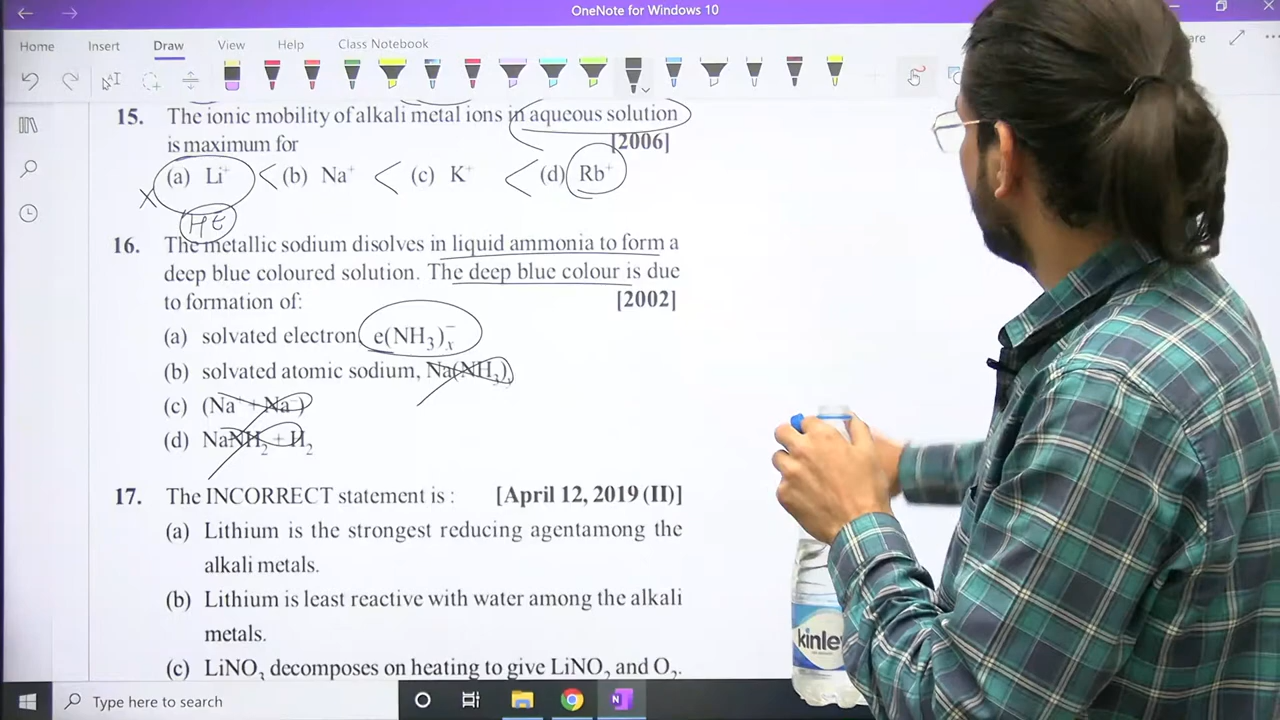 OneNote for Windows 10
Home Insert Draw View Help Class Notebook
15. The ionic mobility of alkali metal ions in aqueous solution
is maximum for [2006]
(a) Li⁺ < (b) Na⁺ < (c) K⁺ < (d) Rb⁺
HE
16. The metallic sodium disolves in liquid ammonia to form a
deep blue coloured solution. The deep blue colour is due
to formation of: [2002]
(a) solvated electron, e(NH₃)ₓ⁻
(b) solvated atomic sodium, Na(NH₃)
(c) (Na⁺ + Na⁻)
(d) NaNH₂ + H₂
17. The INCORRECT statement is : [April 12, 2019 (II)]
(a) Lithium is the strongest reducing agentamong the
alkali metals.
(b) Lithium is least reactive with water among the alkali
metals.
(c) LiNO₃ decomposes on heating to give LiNO₂ and O₂.
kinley
Type here to search